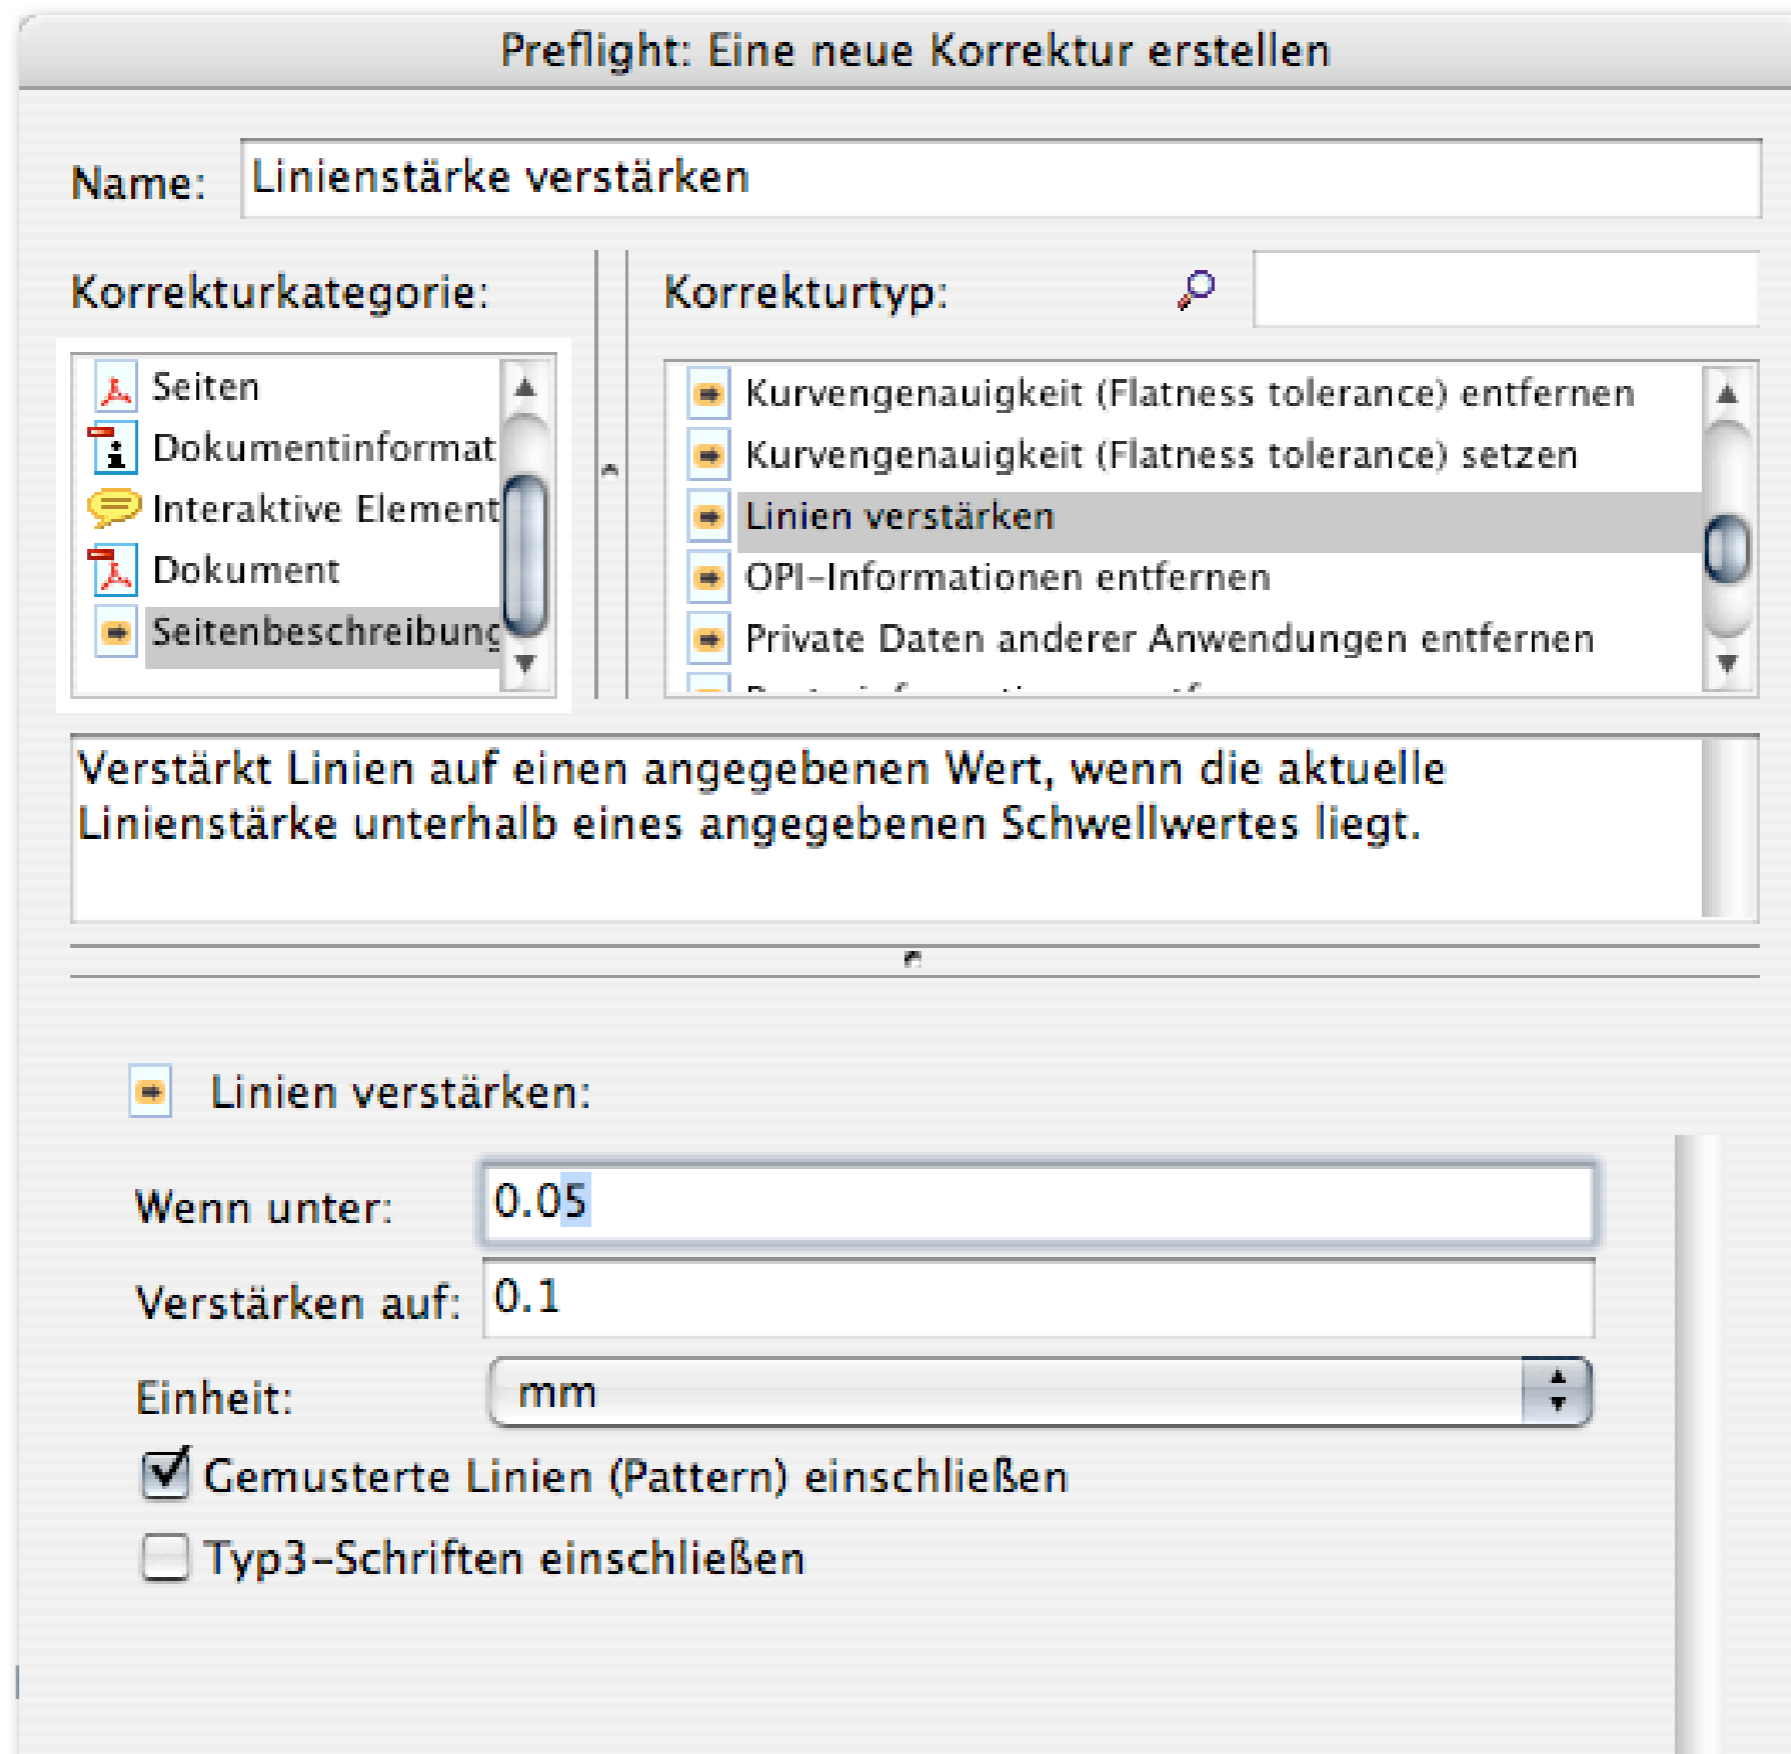 Preflight: Eine neue Korrektur erstellen
Name: Linienstärke verstärken
Korrekturkategorie:
Korrekturtyp:
Seiten
Dokumentinformat
Interaktive Element
Dokument
Seitenbeschreibung
Kurvengenauigkeit (Flatness tolerance) entfernen
Kurvengenauigkeit (Flatness tolerance) setzen
Linien verstärken
OPI-Informationen entfernen
Private Daten anderer Anwendungen entfernen
Verstärkt Linien auf einen angegebenen Wert, wenn die aktuelle
Linienstärke unterhalb eines angegebenen Schwellwertes liegt.
Linien verstärken:
Wenn unter: 0.05
Verstärken auf: 0.1
Einheit: mm
Gemusterte Linien (Pattern) einschließen
Typ3-Schriften einschließen